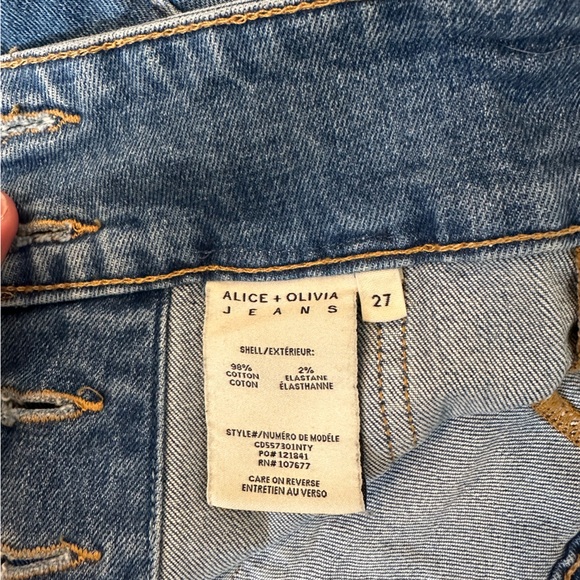 ALICE + OLIVIA
JEANS
27
SHELL/EXTÉRIEUR:
98% 2%
COTTON ELASTANE
COTON ÉLASTHANNE
STYLE#/NUMÉRO DE MODÈLE
CD557301NTY
PO# 121841
RN# 107677
CARE ON REVERSE
ENTRETIEN AU VERSO